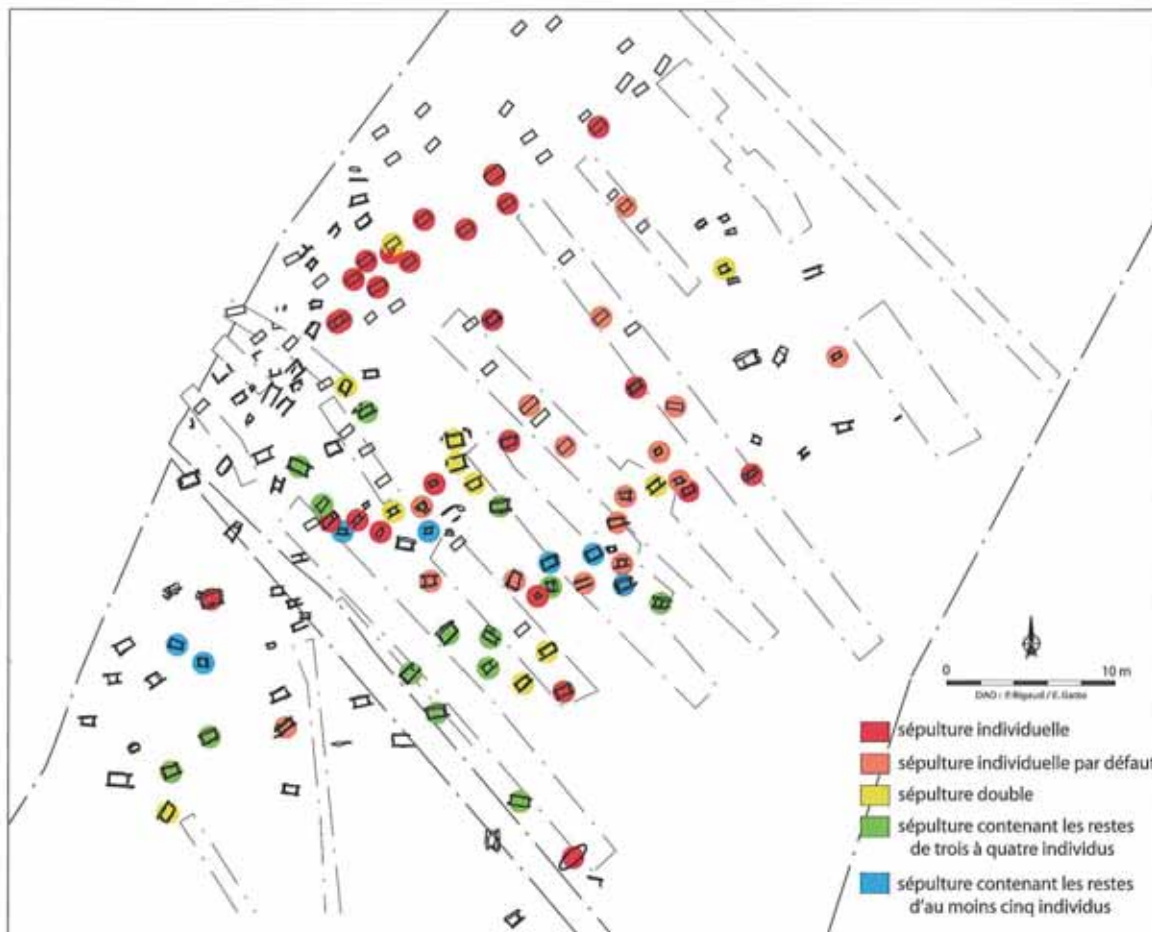 0
10 m
DAO : P. Rigaud / E. Gatto
sépulture individuelle
sépulture individuelle par défaut
sépulture double
sépulture contenant les restes
de trois à quatre individus
sépulture contenant les restes
d'au moins cinq individus